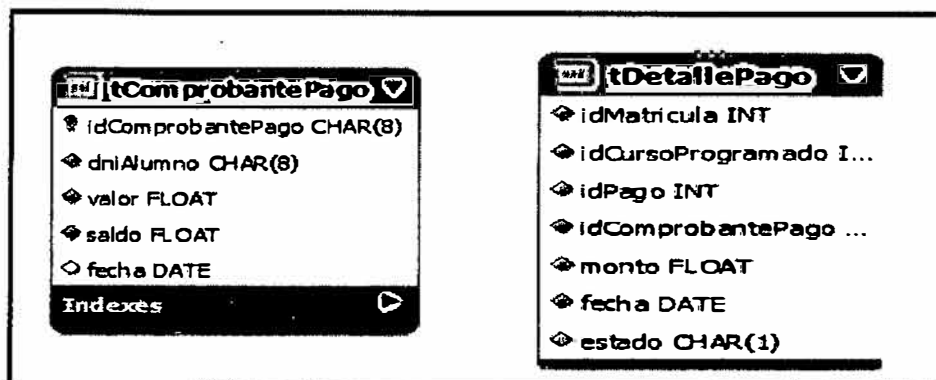 tComprobantePago
idComprobantePago CHAR(8)
dniAlumno CHAR(8)
valor FLOAT
saldo FLOAT
fecha DATE
Indexes
tDetallePago
idMatricula INT
idCursoProgramado I...
idPago INT
idComprobantePago ...
monto FLOAT
fecha DATE
estado CHAR(1)